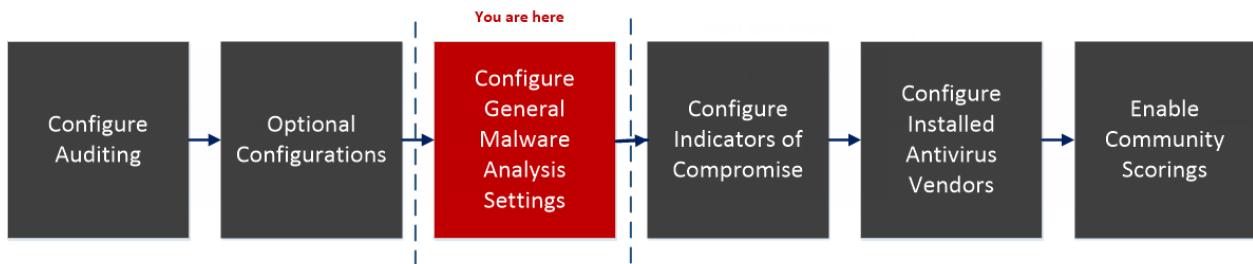 You are here
Configure
Auditing
Optional
Configurations
Configure
General
Malware
Analysis
Settings
Configure
Indicators of
Compromise
Configure
Installed
Antivirus
Vendors
Enable
Community
Scorings